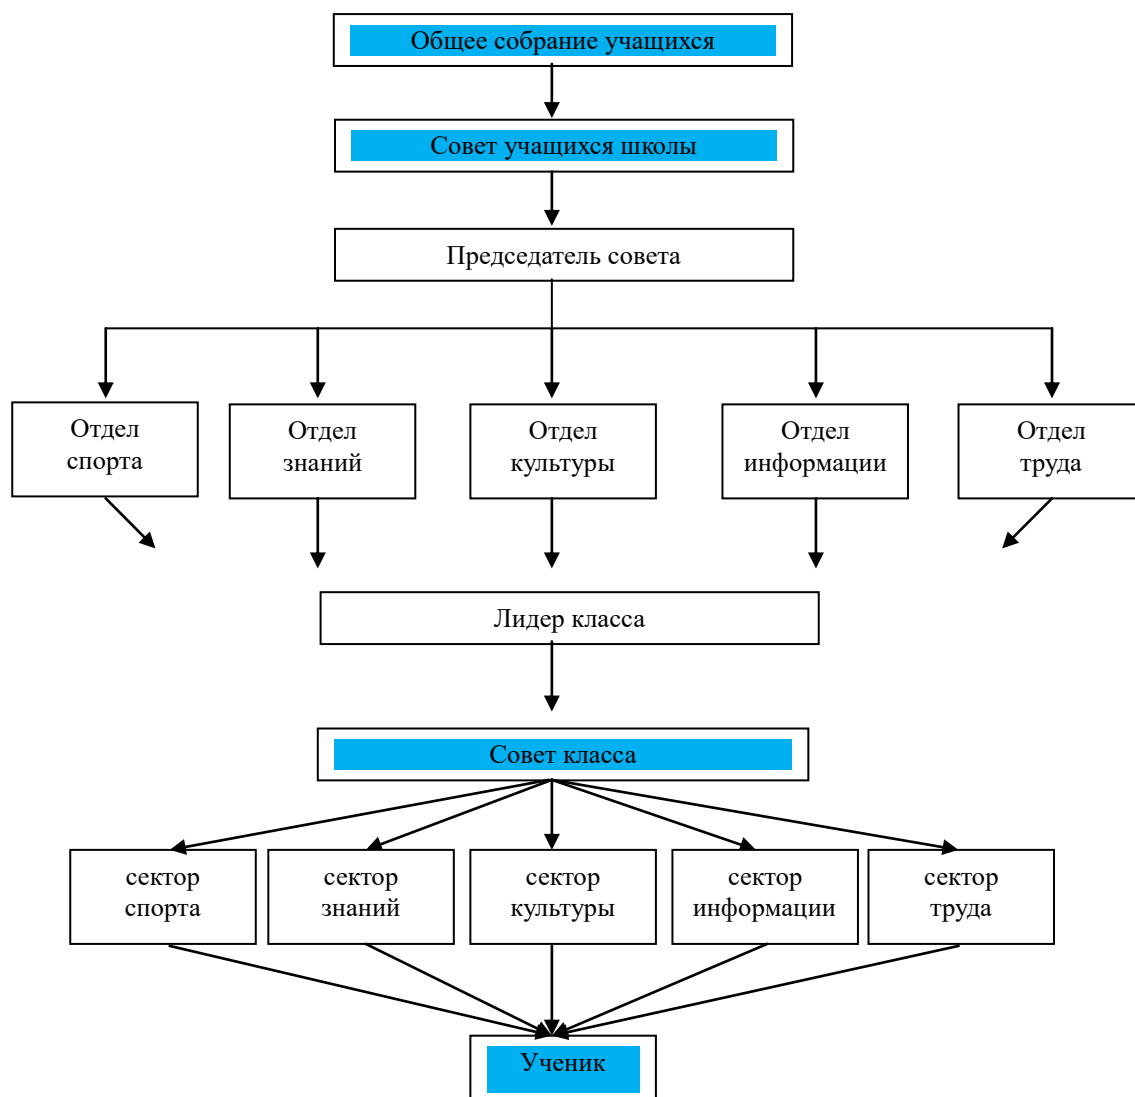 Общее собрание учащихся
Совет учащихся школы
Председатель совета
Отдел
спорта
Отдел
знаний
Отдел
культуры
Отдел
информации
Отдел
труда
Лидер класса
Совет класса
сектор
спорта
сектор
знаний
сектор
культуры
сектор
информации
сектор
труда
Ученик